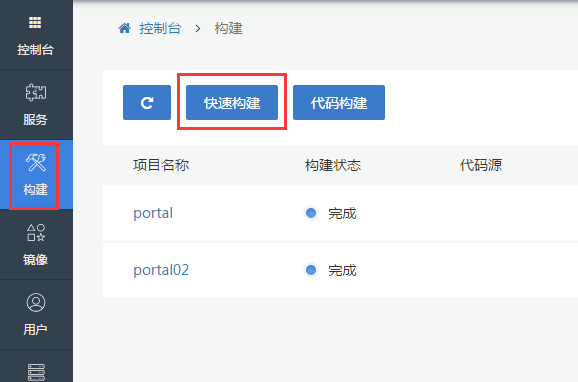 控制台
服务
构建
镜像
用户
控制台 > 构建
快速构建 代码构建
项目名称 构建状态 代码源
portal 完成
portal02 完成